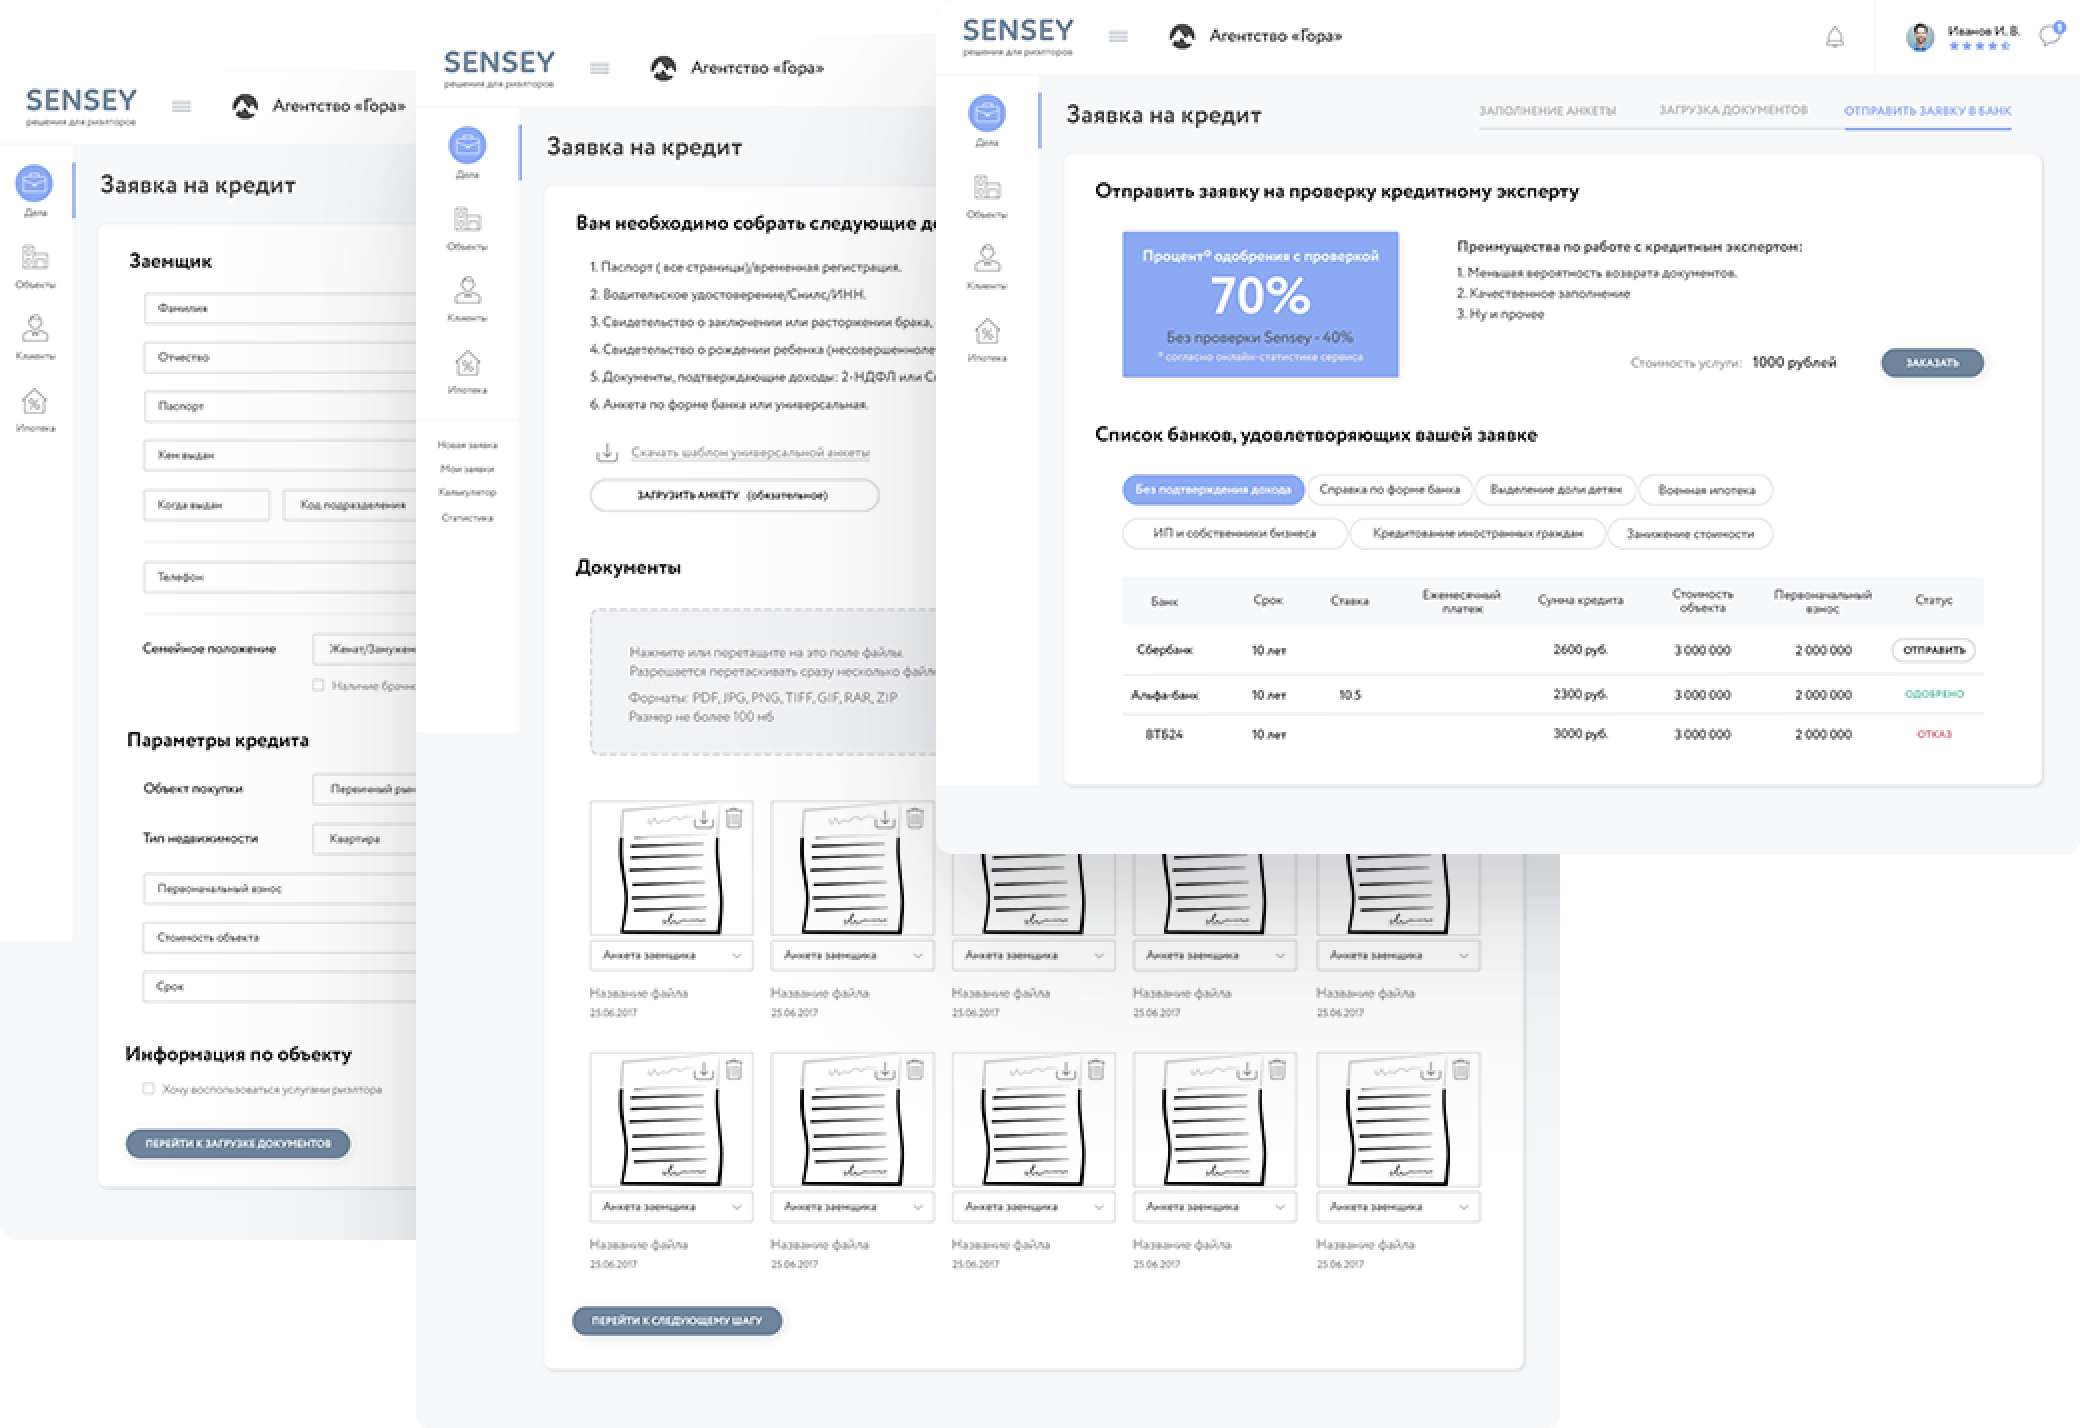 SENSEY
решения для риэлторов
Агентство «Гора»
Дела
Объекты
Клиенты
Ипотека
Заявка на кредит
Заемщик
Фамилия
Отчество
Паспорт
Кем выдан
Когда выдан
Код подразделения
Телефон
Семейное положение
Женат/Замужем
Наличие брачн
Параметры кредита
Объект покупки
Первичный рын
Тип недвижимости
Квартира
Первоначальный взнос
Стоимость объекта
Срок
Информация по объекту
Хочу воспользоваться услугами риэлтора
ПЕРЕЙТИ К ЗАГРУЗКЕ ДОКУМЕНТОВ
SENSEY
решения для риэлторов
Агентство «Гора»
Дела
Объекты
Клиенты
Ипотека
Новая заявка
Мои заявки
Калькулятор
Статистика
Заявка на кредит
Вам необходимо собрать следующие д
1. Паспорт ( все страницы)/временная регистрация.
2. Водительское удостоверение/Снилс/ИНН.
3. Свидетельство о заключении или расторжении брака,
4. Свидетельство о рождении ребенка (несовершенноле
5. Документы, подтверждающие доходы: 2-НДФЛ или С
6. Анкета по форме банка или универсальная.
Скачать шаблон универсальной анкеты
ЗАГРУЗИТЬ АНКЕТУ (обязательное)
Документы
Нажмите или перетащите на это поле файлы.
Разрешается перетаскивать сразу несколько файл
Форматы: PDF, JPG, PNG, TIFF, GIF, RAR, ZIP
Размер не более 100 мб
Анкета заемщика Анкета заемщика Анкета заемщика Анкета заемщика Анкета заемщика
Название файла Название файла Название файла Название файла Название файла
25.06.2017 25.06.2017 25.06.2017 25.06.2017 25.06.2017
Анкета заемщика Анкета заемщика Анкета заемщика Анкета заемщика Анкета заемщика
Название файла Название файла Название файла Название файла Название файла
25.06.2017 25.06.2017 25.06.2017 25.06.2017 25.06.2017
ПЕРЕЙТИ К СЛЕДУЮЩЕМУ ШАГУ
SENSEY
решения для риэлторов
Агентство «Гора»
Иванов И. В.
Дела
Объекты
Клиенты
Ипотека
Заявка на кредит
ЗАПОЛНЕНИЕ АНКЕТЫ ЗАГРУЗКА ДОКУМЕНТОВ ОТПРАВИТЬ ЗАЯВКУ В БАНК
Отправить заявку на проверку кредитному эксперту
Процент* одобрения с проверкой
70%
Без проверки Sensey - 40%
* согласно онлайн-статистике сервиса
Преимущества по работе с кредитным экспертом:
1. Меньшая вероятность возврата документов.
2. Качественное заполнение
3. Ну и прочее
Стоимость услуги: 1000 рублей ЗАКАЗАТЬ
Список банков, удовлетворяющих вашей заявке
Без подтверждения дохода Справка по форме банка Выделение доли детям Военная ипотека
ИП и собственники бизнеса Кредитование иностранных граждан Занижение стоимости
Банк Срок Ставка Ежемесячный платеж Сумма кредита Стоимость объекта Первоначальный взнос Статус
Сбербанк 10 лет 2600 руб. 3 000 000 2 000 000 ОТПРАВИТЬ
Альфа-банк 10 лет 10.5 2300 руб. 3 000 000 2 000 000 ОДОБРЕНО
ВТБ24 10 лет 3000 руб. 3 000 000 2 000 000 ОТКАЗ